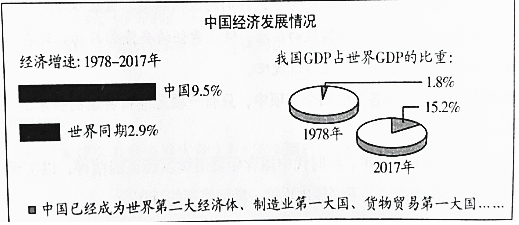 中国经济发展情况
经济增速：1978–2017年
中国9.5%
世界同期2.9%
我国GDP占世界GDP的比重：
1.8%
15.2%
1978年
2017年
中国已经成为世界第二大经济体、制造业第一大国、货物贸易第一大国……